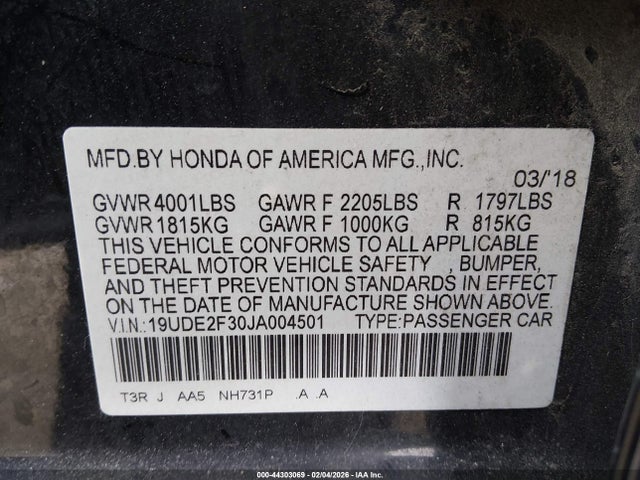 MFD.BY HONDA OF AMERICA MFG.,INC.
03/'18
GVWR 4001LBS GAWR F 2205LBS R 1797LBS
GVWR 1815KG GAWR F 1000KG R 815KG
THIS VEHICLE CONFORMS TO ALL APPLICABLE
FEDERAL MOTOR VEHICLE SAFETY , BUMPER,
AND THEFT PREVENTION STANDARDS IN EFFECT
ON THE DATE OF MANUFACTURE SHOWN ABOVE.
V.I.N.:19UDE2F30JA004501 TYPE:PASSENGER CAR
T3R J AA5 NH731P .A .A
000-44303069 - 02/04/2026 - IAA Inc.